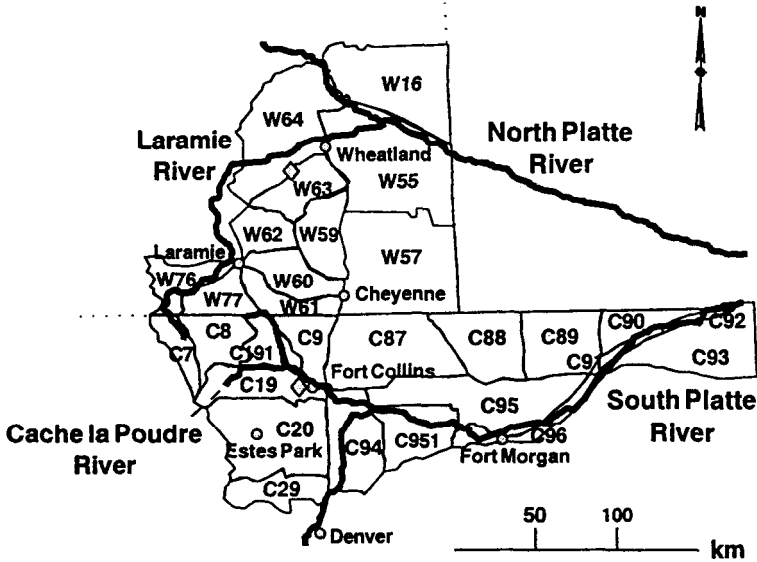 N
W16
W64
Laramie
River
North Platte
River
Wheatland
W63
W55
W62
W59
W57
Laramie
W76
W60
W77
W61
Cheyenne
C8
C9
C87
C88
C89
C90
C92
C7
C191
C91
C93
Fort Collins
C19
C95
South Platte
River
Cache la Poudre
River
C20
Estes Park
C94
C951
C96
Fort Morgan
C29
Denver
50
100
km